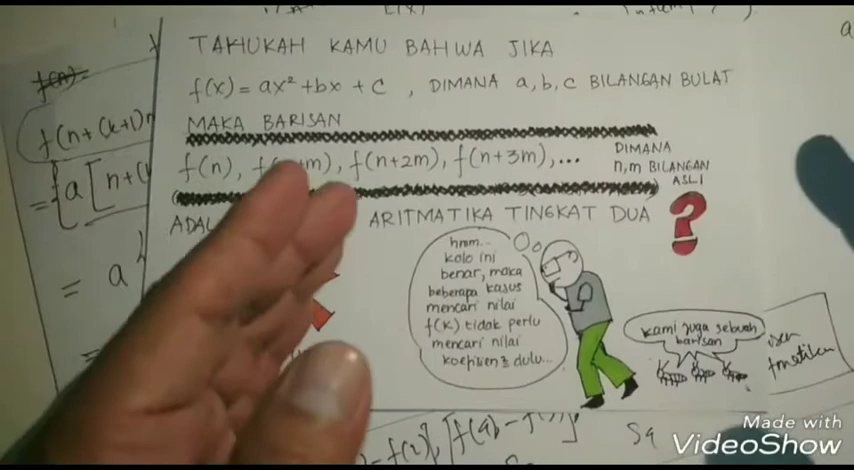 TAHUKAH KAMU BAHWA JIKA
f(x) = ax² + bx + c , DIMANA a, b, c BILANGAN BULAT
MAKA BARISAN
f(n), f(n+m), f(n+2m), f(n+3m), ...
DIMANA
n,m BILANGAN
ASLI
ARITMATIKA TINGKAT DUA ?
hmm...
kalo ini
benar, maka
beberapa kasus
mencari nilai
f(k) tidak perlu
mencari nilai
koefisien² dulu...
kami juga sebuah
barisan
f(n)
f(n+(k+1)m
= {a [n+(
= a
Made with
VideoShow